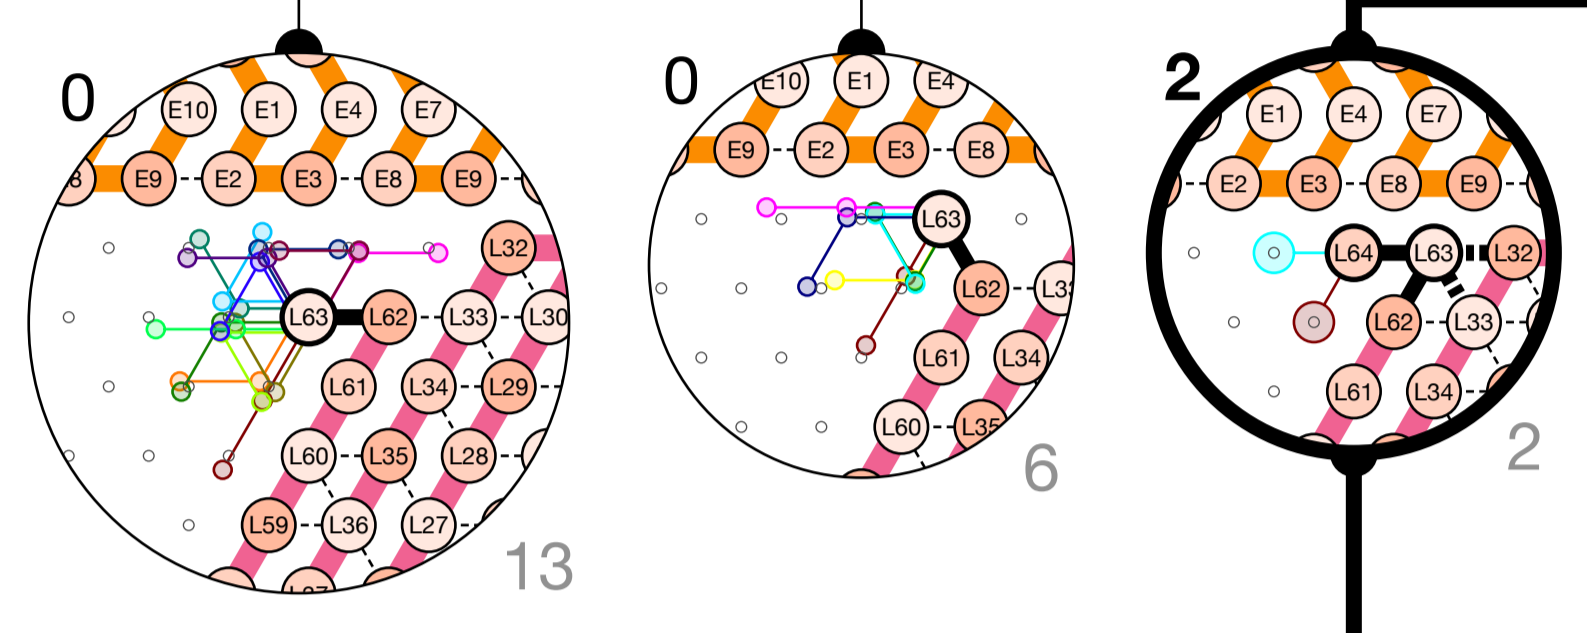 0
E10 E1 E4 E7
E9 E2 E3 E8 E9
L32
L63 L62 L33 L30
L61 L34 L29
L60 L35 L28
L59 L36 L27
13
0
E10 E1 E4
E9 E2 E3 E8
L63
L62
L61 L34
L60 L35
6
2
E1 E4 E7
E2 E3 E8 E9
L64 L63 L32
L62 L33
L61 L34
2